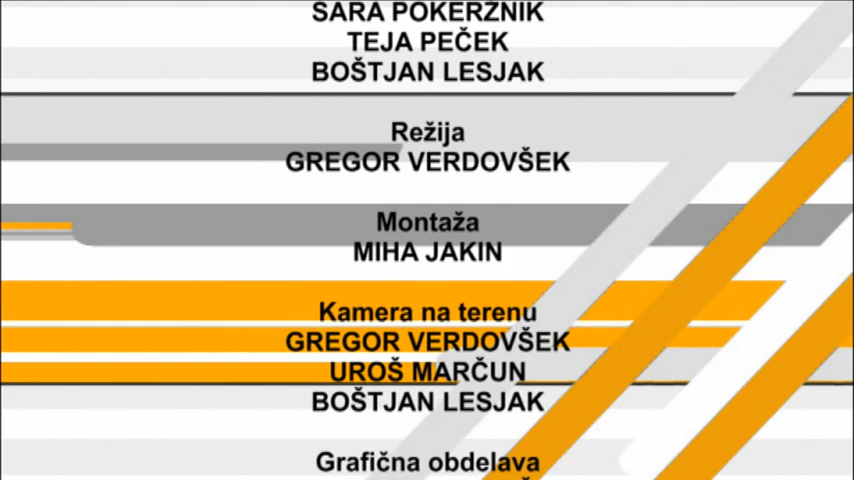 SARA POKERŽNIK
TEJA PEČEK
BOŠTJAN LESJAK
Režija
GREGOR VERDOVŠEK
Montaža
MIHA JAKIN
Kamera na terenu
GREGOR VERDOVŠEK
UROŠ MARČUN
BOŠTJAN LESJAK
Grafična obdelava